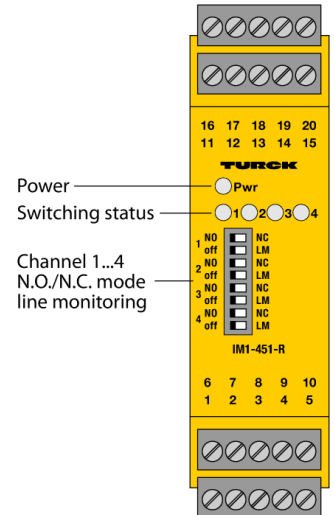 16 17 18 19 20
11 12 13 14 15
TURCK
Power
Pwr
Switching status
1 2 3 4
Channel 1...4
N.O./N.C. mode
line monitoring
1 NO NC
off LM
2 NO NC
off LM
3 NO NC
off LM
4 NO NC
off LM
IM1-451-R
6 7 8 9 10
1 2 3 4 5